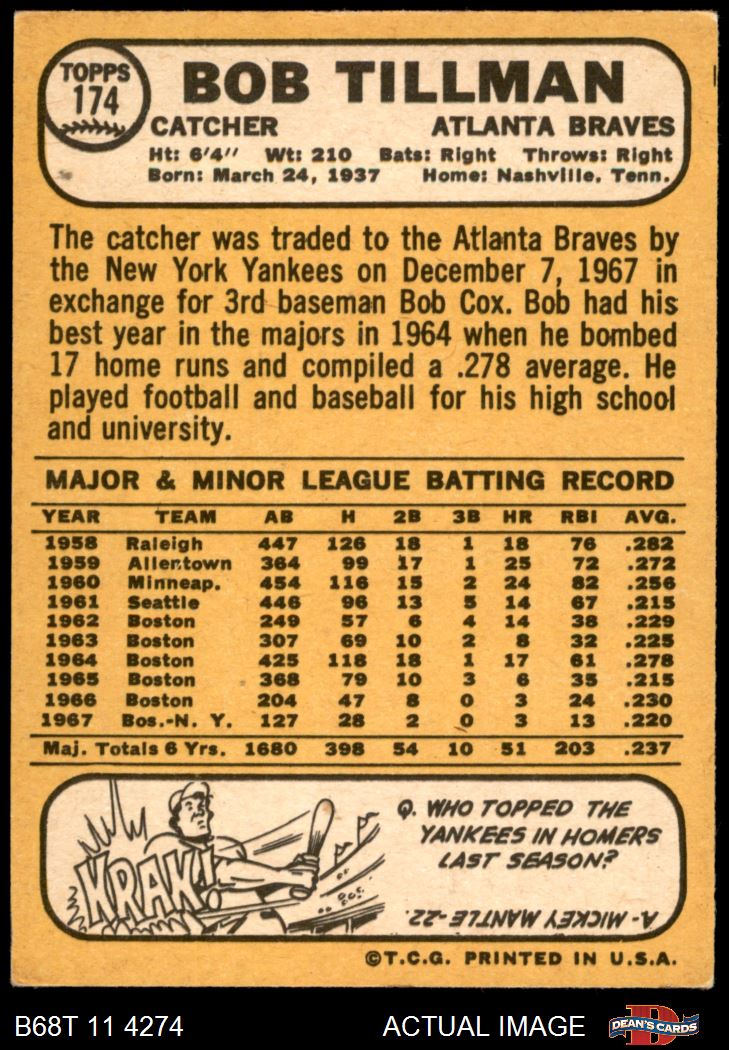 TOPPS
174
BOB TILLMAN
CATCHER ATLANTA BRAVES
Ht: 6'4" Wt: 210 Bats: Right Throws: Right
Born: March 24, 1937 Home: Nashville, Tenn.
The catcher was traded to the Atlanta Braves by
the New York Yankees on December 7, 1967 in
exchange for 3rd baseman Bob Cox. Bob had his
best year in the majors in 1964 when he bombed
17 home runs and compiled a .278 average. He
played football and baseball for his high school
and university.
MAJOR & MINOR LEAGUE BATTING RECORD
YEAR TEAM AB H 2B 3B HR RBI AVG.
1958 Raleigh 447 126 18 1 18 76 .282
1959 Allentown 364 99 17 1 25 72 .272
1960 Minneap. 454 116 15 2 24 82 .256
1961 Seattle 446 96 13 5 14 67 .215
1962 Boston 249 57 6 4 14 38 .229
1963 Boston 307 69 10 2 8 32 .225
1964 Boston 425 118 18 1 17 61 .278
1965 Boston 368 79 10 3 6 35 .215
1966 Boston 204 47 8 0 3 24 .230
1967 Bos.-N. Y. 127 28 2 0 3 13 .220
Maj. Totals 6 Yrs. 1680 398 54 10 51 203 .237
KRAK!
Q. WHO TOPPED THE
YANKEES IN HOMERS
LAST SEASON?
A-MICKEY MANTLE-22.
©T.C.G. PRINTED IN U.S.A.
B68T 11 4274 ACTUAL IMAGE
D
DEAN'S CARDS